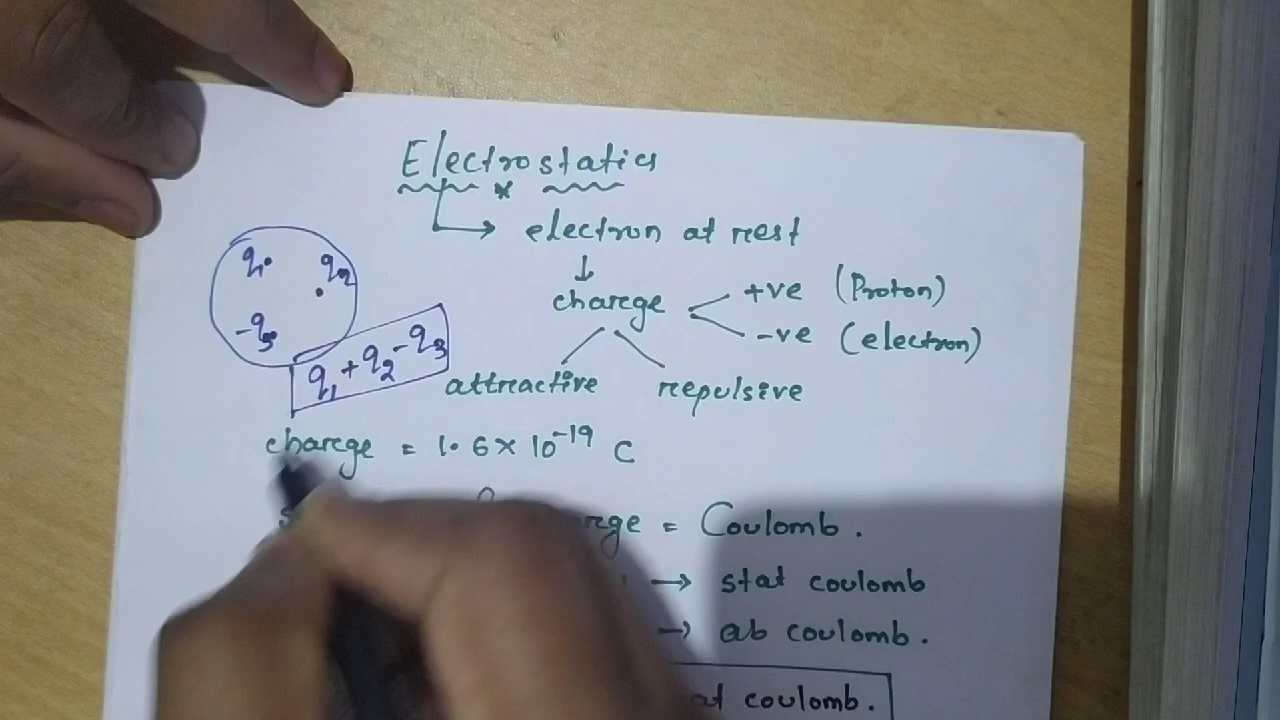 Electrostatics
electron at rest
charge
+ve (Proton)
-ve (electron)
attractive repulsive
q1 q2
-q3
q1 + q2 - q3
charge = 1.6 × 10^-19 C
= Coulomb.
→ stat coulomb
→ ab coulomb.
coulomb.